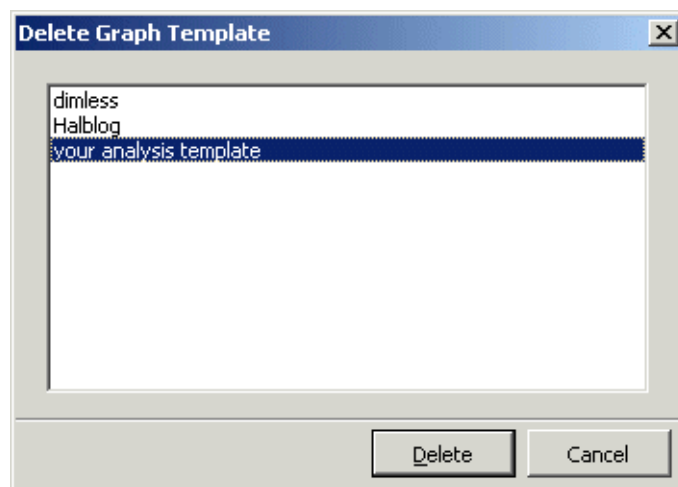 Delete Graph Template
dimless
Halblog
your analysis template
Delete
Cancel